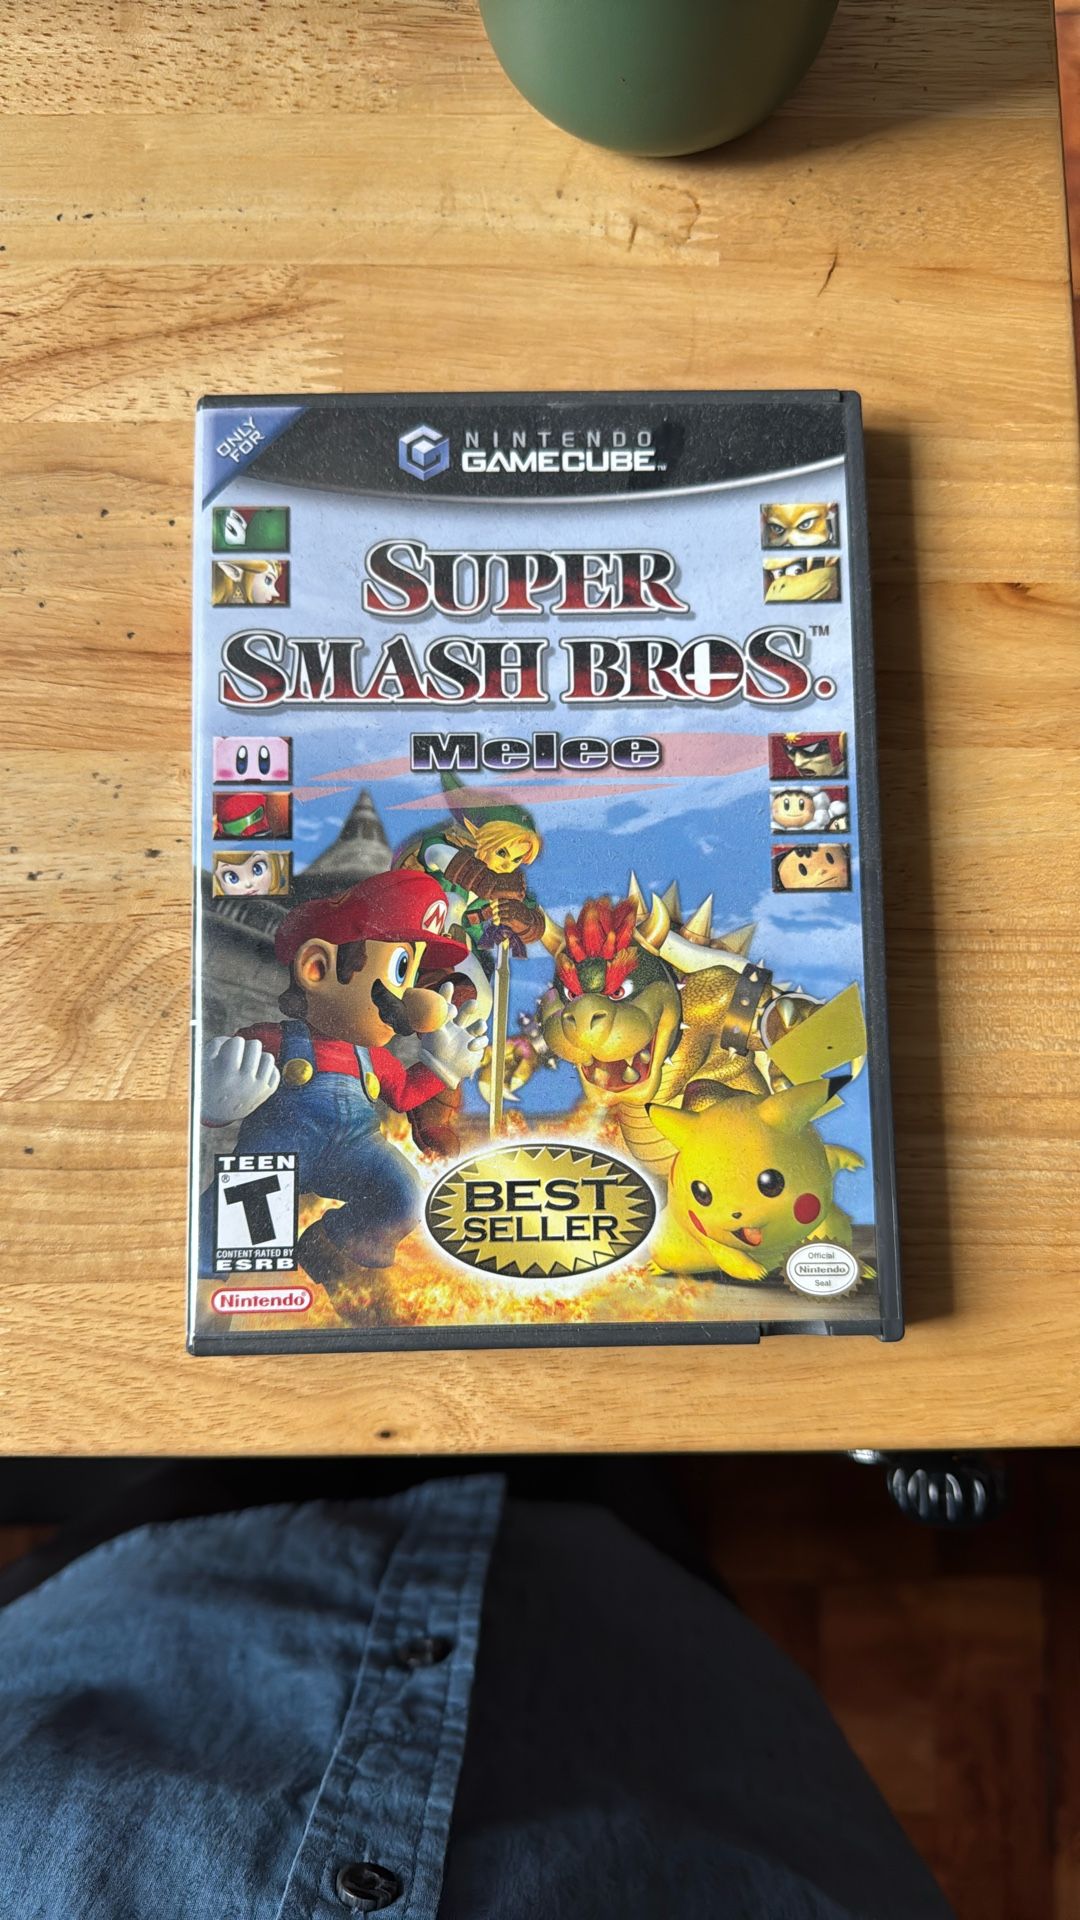 ONLY
FOR
NINTENDO
GAMECUBE™
SUPER
SMASH BROS.™
Melee
M
TEEN
T
®
CONTENT RATED BY
ESRB
Nintendo®
BEST
SELLER
Official
Nintendo
Seal